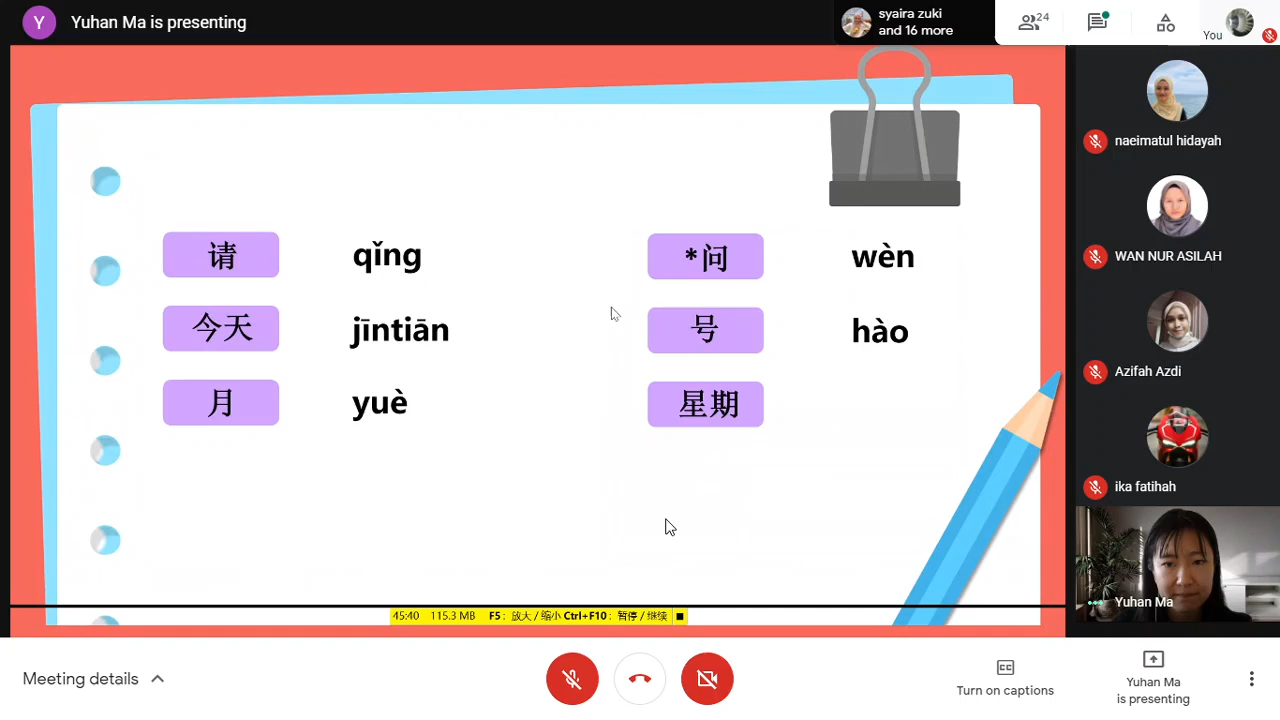 Y Yuhan Ma is presenting
syaira zuki
and 16 more
24
You
请 qǐng *问 wèn
今天 jīntiān 号 hào
月 yuè 星期
naeimatul hidayah
WAN NUR ASILAH
Azifah Azdi
ika fatihah
Yuhan Ma
45:40 115.3 MB F5: 放大 / 缩小 Ctrl+F10: 暂停 / 继续
Meeting details
CC
Turn on captions
Yuhan Ma
is presenting